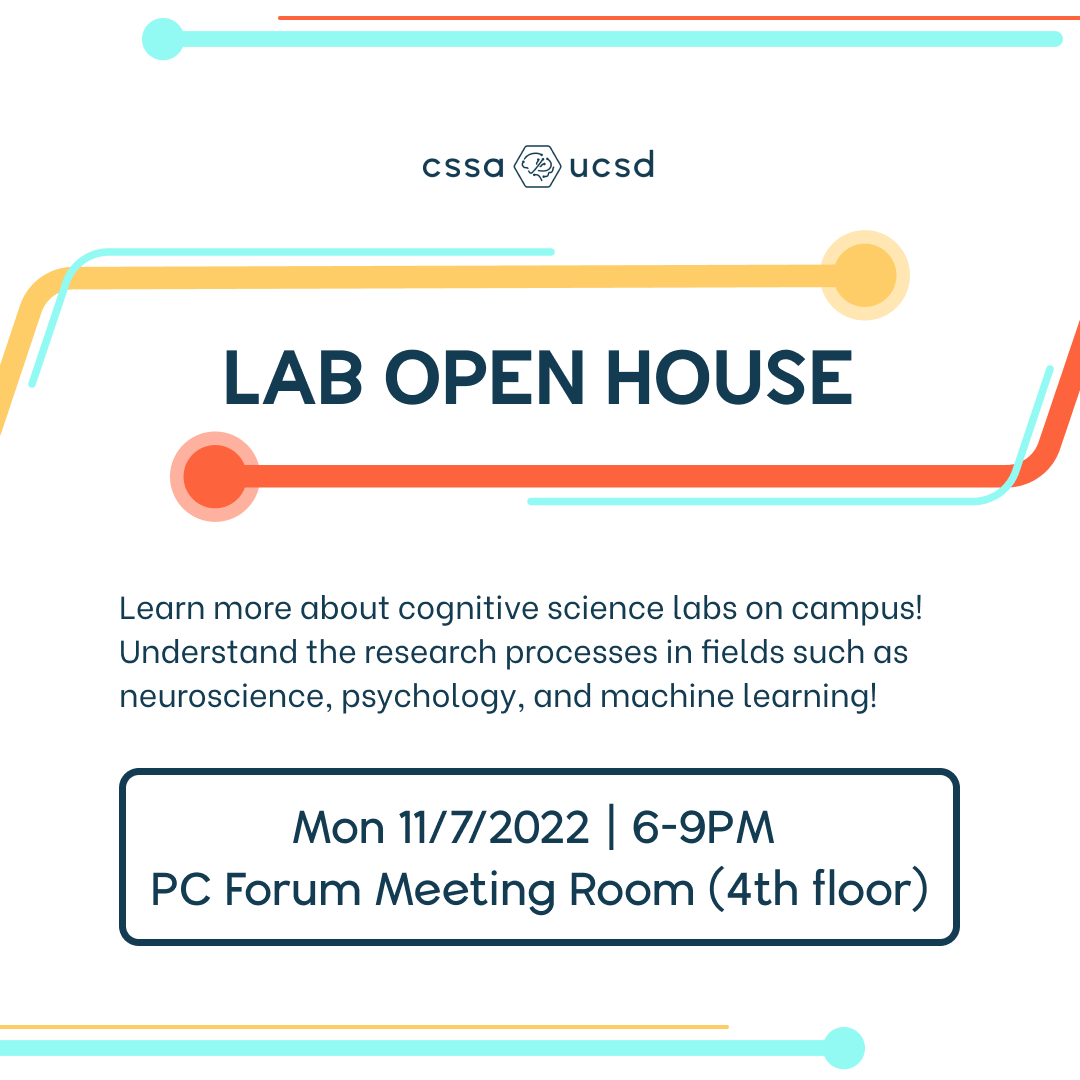 cssa ucsd
LAB OPEN HOUSE
Learn more about cognitive science labs on campus!
Understand the research processes in fields such as
neuroscience, psychology, and machine learning!
Mon 11/7/2022 | 6-9PM
PC Forum Meeting Room (4th floor)